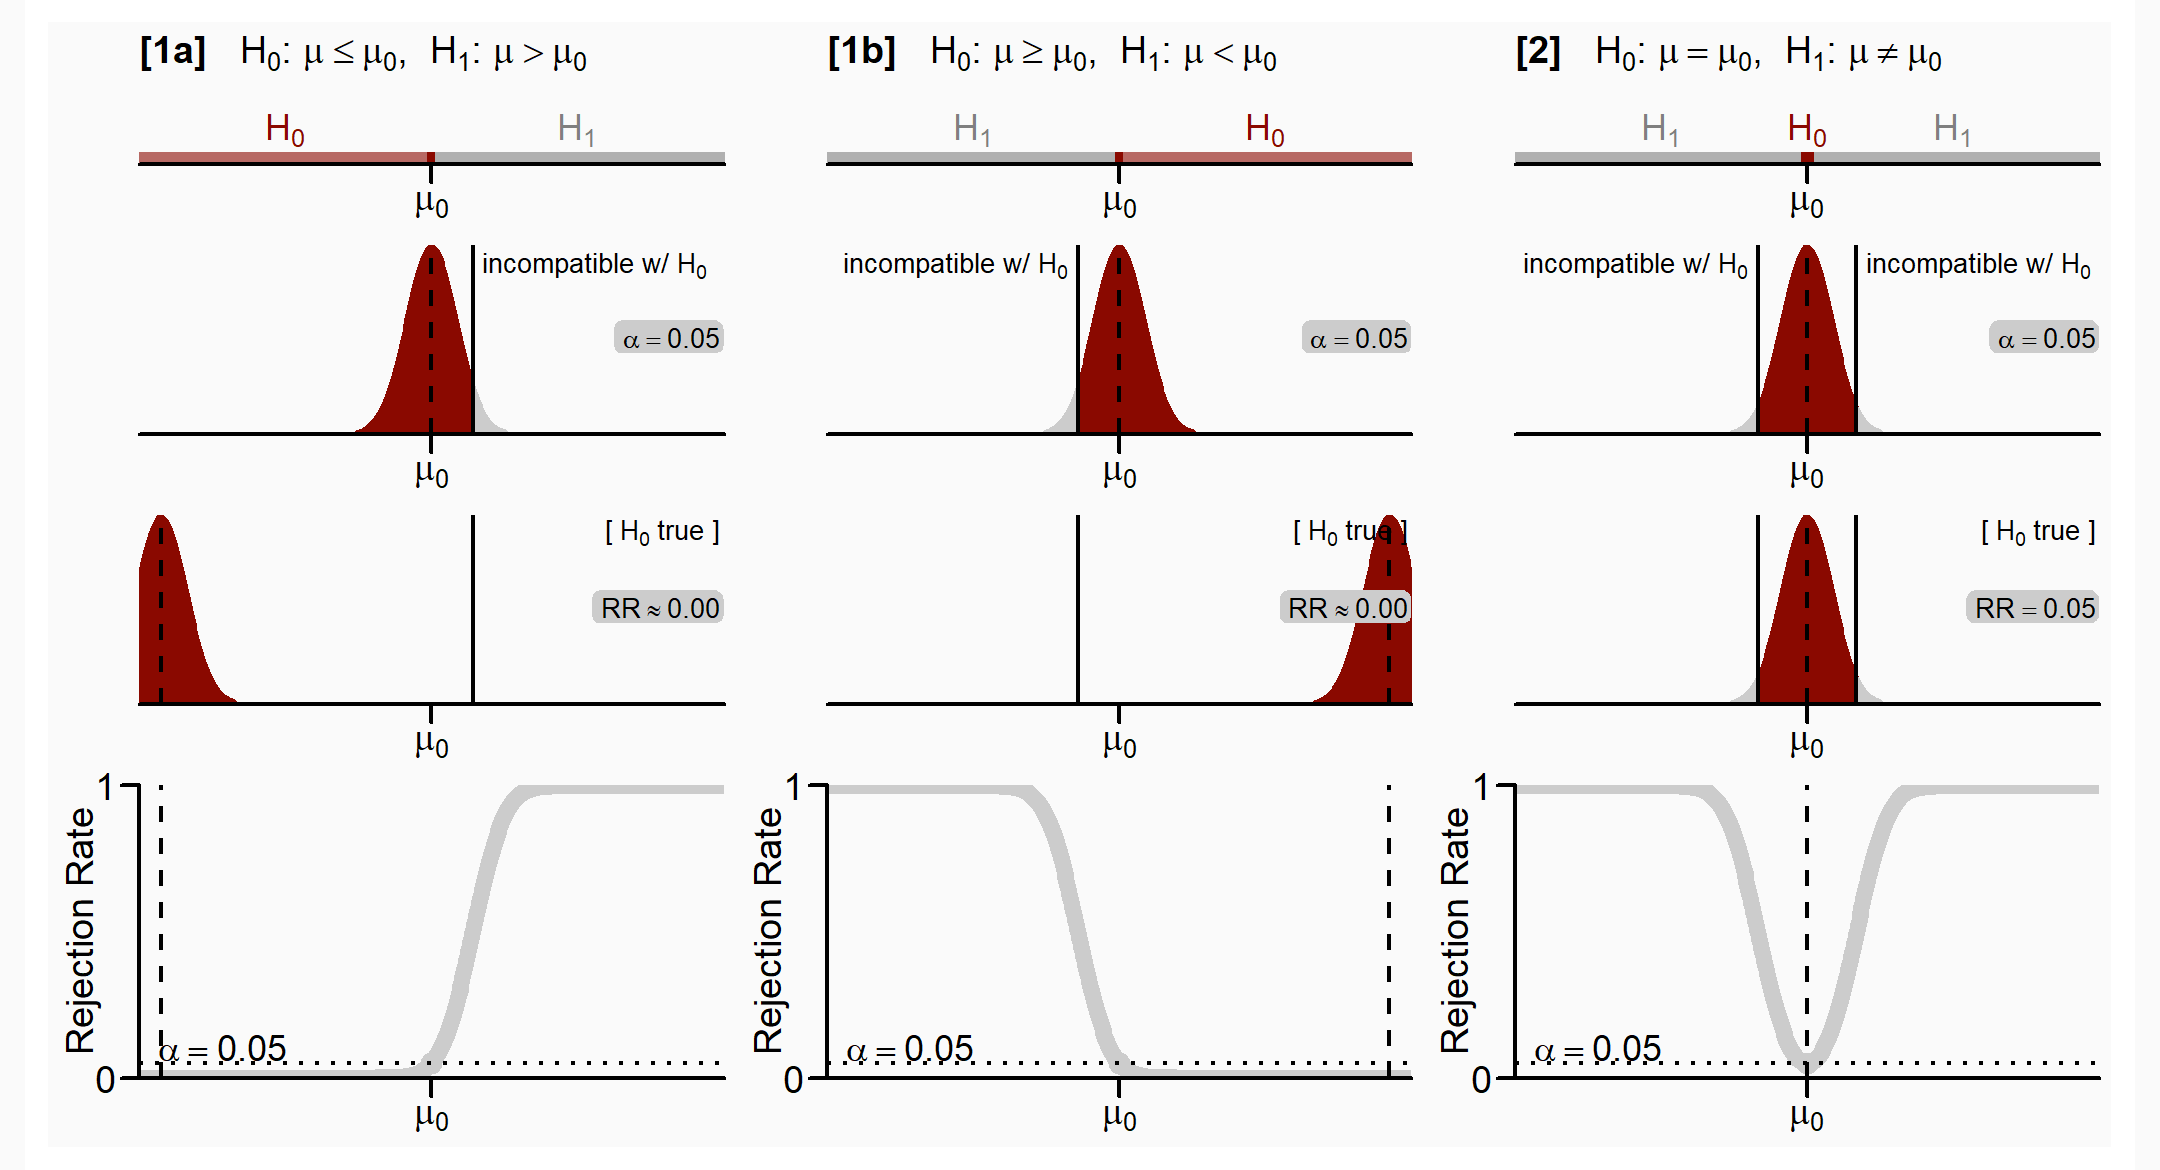 [1a] H₀: μ ≤ μ₀, H₁: μ > μ₀
H₀ H₁
μ₀
incompatible w/ H₀
α = 0.05
μ₀
[ H₀ true ]
RR ≈ 0.00
μ₀
1
Rejection Rate
α = 0.05
0
μ₀
[1b] H₀: μ ≥ μ₀, H₁: μ < μ₀
H₁ H₀
μ₀
incompatible w/ H₀
α = 0.05
μ₀
[ H₀ true ]
RR ≈ 0.00
μ₀
1
Rejection Rate
α = 0.05
0
μ₀
[2] H₀: μ = μ₀, H₁: μ ≠ μ₀
H₁ H₀ H₁
μ₀
incompatible w/ H₀ incompatible w/ H₀
α = 0.05
μ₀
[ H₀ true ]
RR = 0.05
μ₀
1
Rejection Rate
α = 0.05
0
μ₀